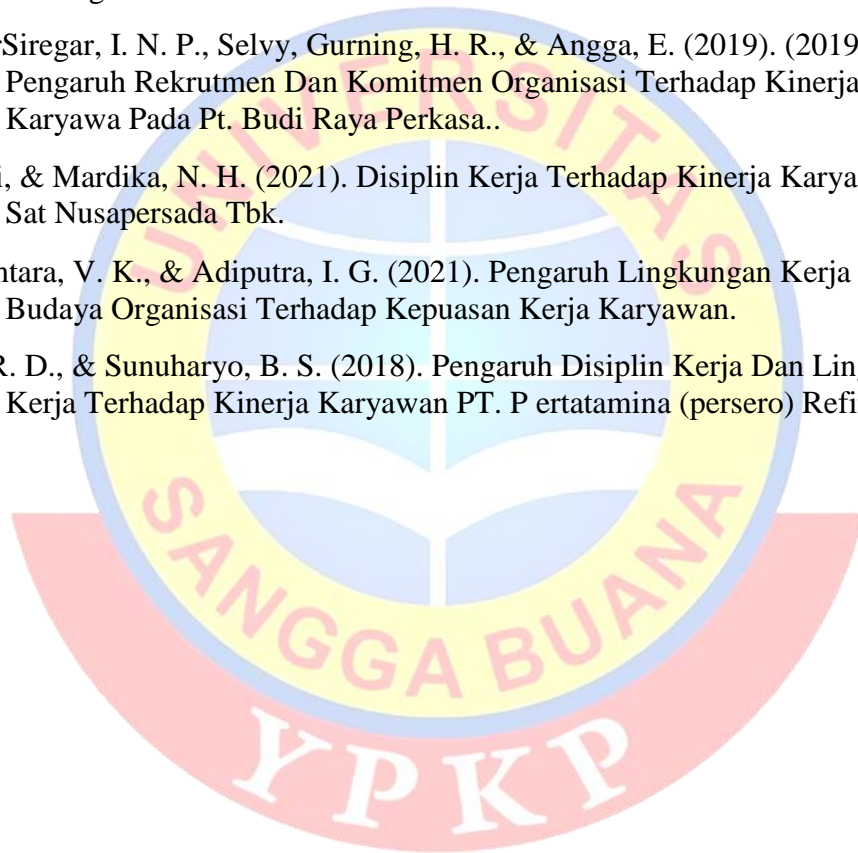 rSiregar, I. N. P., Selvy, Gurning, H. R., & Angga, E. (2019). (2019
Pengaruh Rekrutmen Dan Komitmen Organisasi Terhadap Kinerja
Karyawa Pada Pt. Budi Raya Perkasa..
i, & Mardika, N. H. (2021). Disiplin Kerja Terhadap Kinerja Karya
Sat Nusapersada Tbk.
ntara, V. K., & Adiputra, I. G. (2021). Pengaruh Lingkungan Kerja
Budaya Organisasi Terhadap Kepuasan Kerja Karyawan.
R. D., & Sunuharyo, B. S. (2018). Pengaruh Disiplin Kerja Dan Ling
Kerja Terhadap Kinerja Karyawan PT. P ertatamina (persero) Refi
UNIVERSITAS
SANGGA BUANA
YPKP